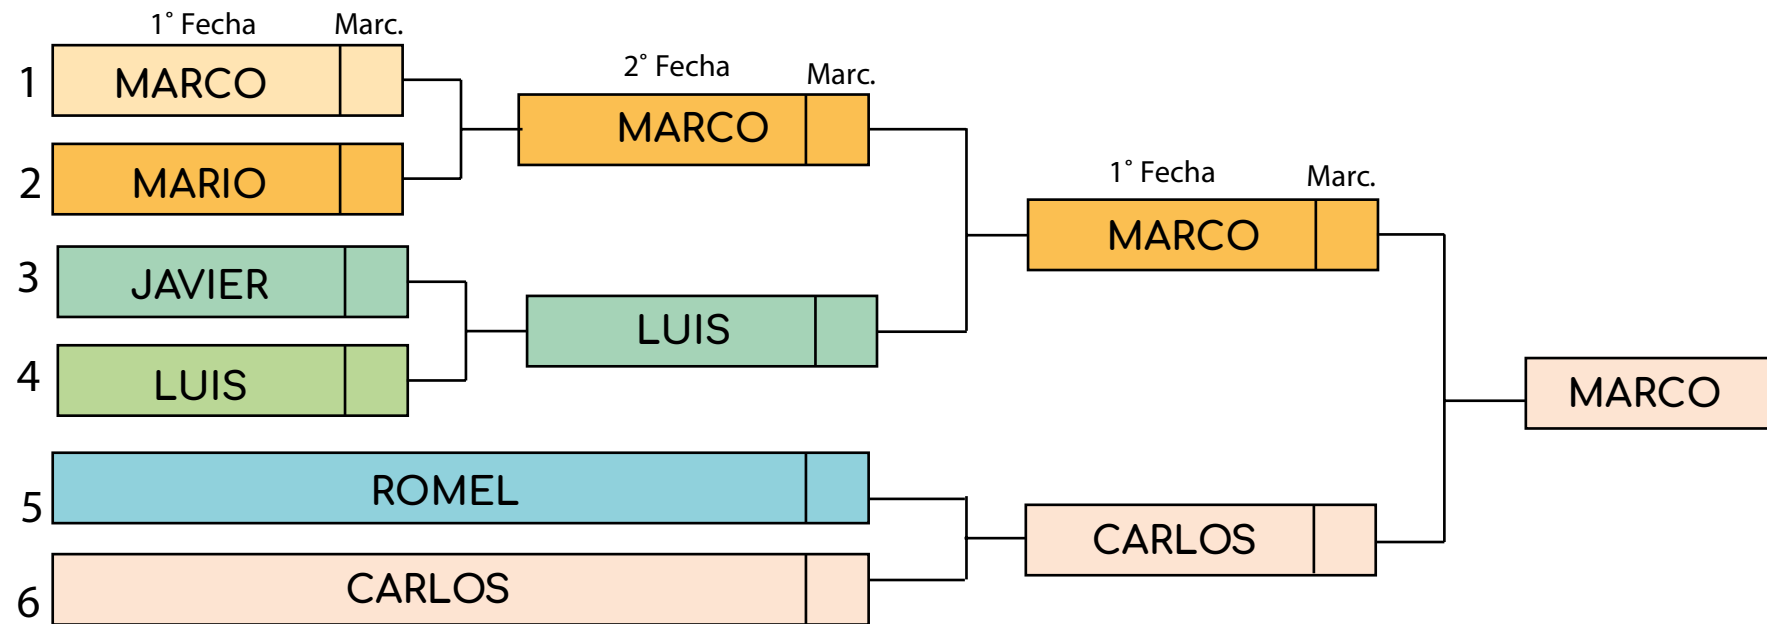 1° Fecha Marc.
1 MARCO
2 MARIO
3 JAVIER
4 LUIS
5 ROMEL
6 CARLOS
2° Fecha Marc.
MARCO
LUIS
1° Fecha Marc.
MARCO
CARLOS
MARCO